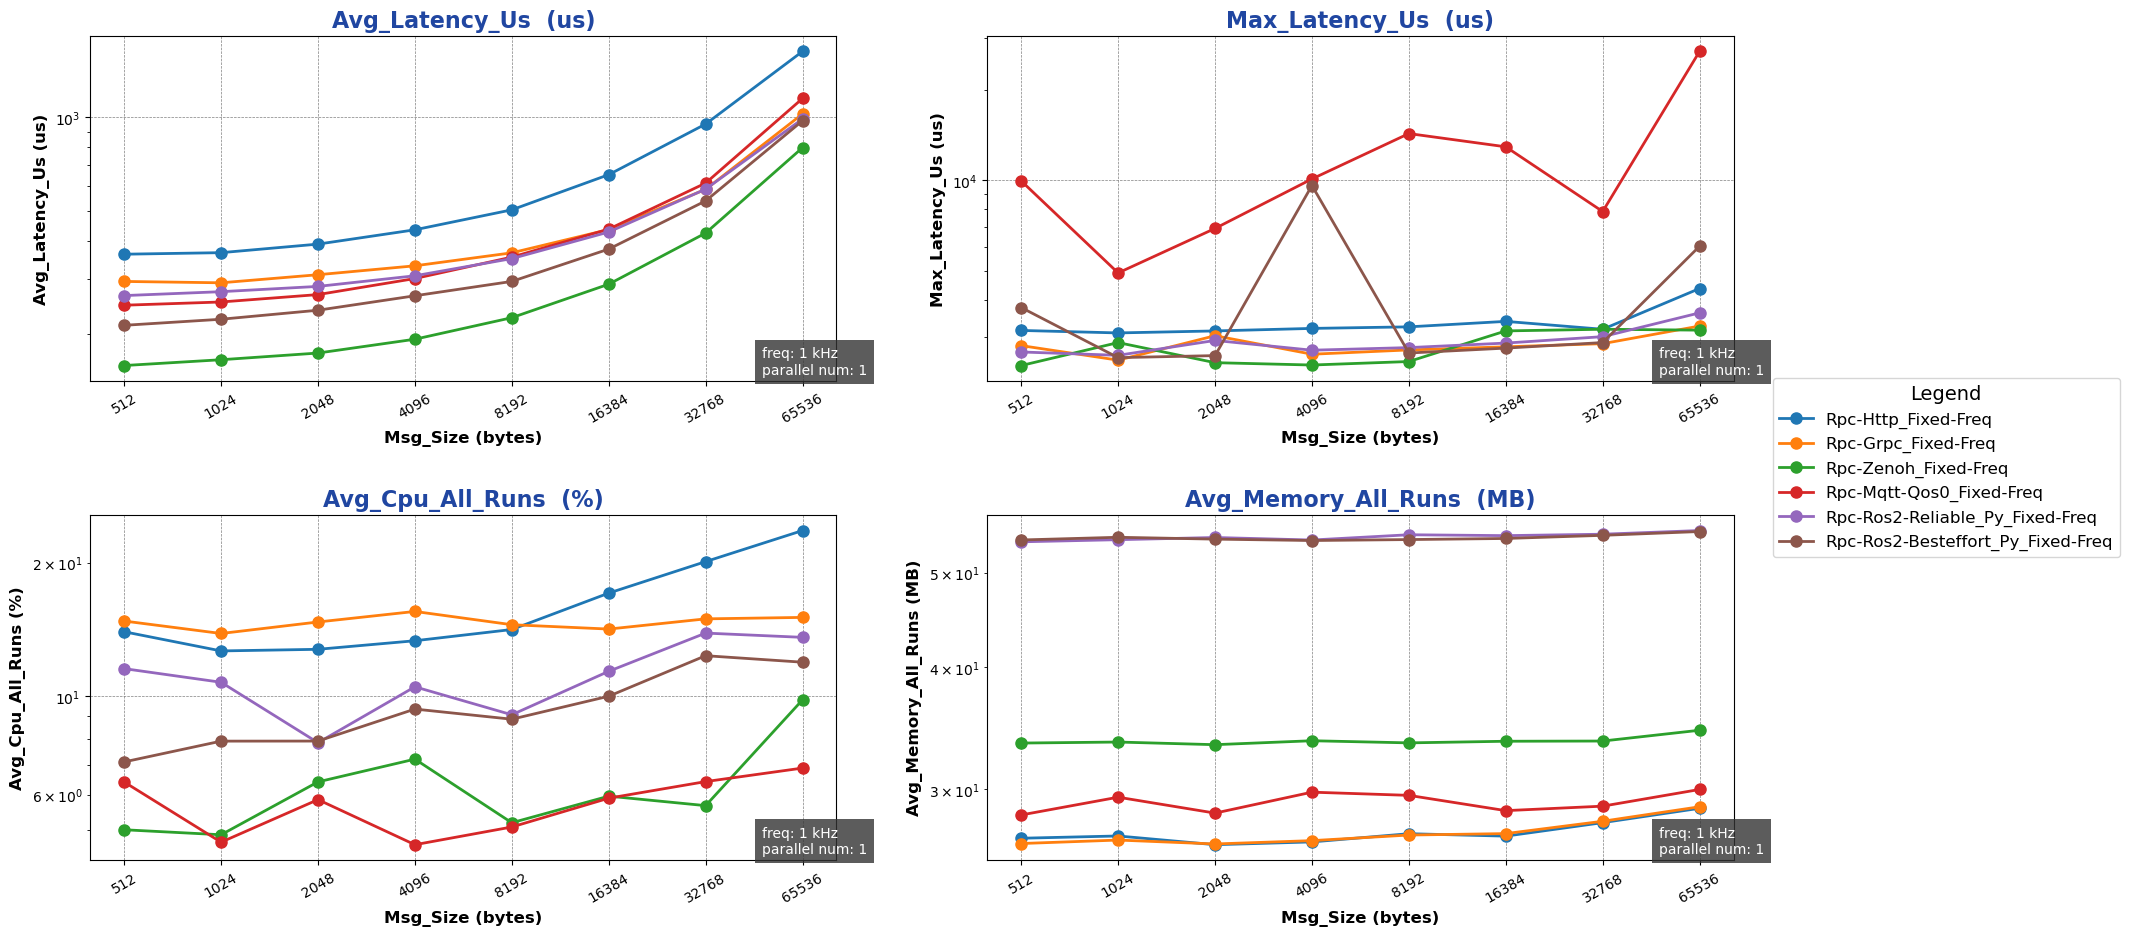 Avg_Latency_Us  (us)
Avg_Latency_Us (us)
10³
freq: 1 kHz
parallel num: 1
512 1024 2048 4096 8192 16384 32768 65536
Msg_Size (bytes)
Max_Latency_Us  (us)
Max_Latency_Us (us)
10⁴
freq: 1 kHz
parallel num: 1
512 1024 2048 4096 8192 16384 32768 65536
Msg_Size (bytes)
Legend
Rpc-Http_Fixed-Freq
Rpc-Grpc_Fixed-Freq
Rpc-Zenoh_Fixed-Freq
Rpc-Mqtt-Qos0_Fixed-Freq
Rpc-Ros2-Reliable_Py_Fixed-Freq
Rpc-Ros2-Besteffort_Py_Fixed-Freq
Avg_Cpu_All_Runs  (%)
Avg_Cpu_All_Runs (%)
2 × 10¹
10¹
6 × 10⁰
freq: 1 kHz
parallel num: 1
512 1024 2048 4096 8192 16384 32768 65536
Msg_Size (bytes)
Avg_Memory_All_Runs  (MB)
Avg_Memory_All_Runs (MB)
5 × 10¹
4 × 10¹
3 × 10¹
freq: 1 kHz
parallel num: 1
512 1024 2048 4096 8192 16384 32768 65536
Msg_Size (bytes)